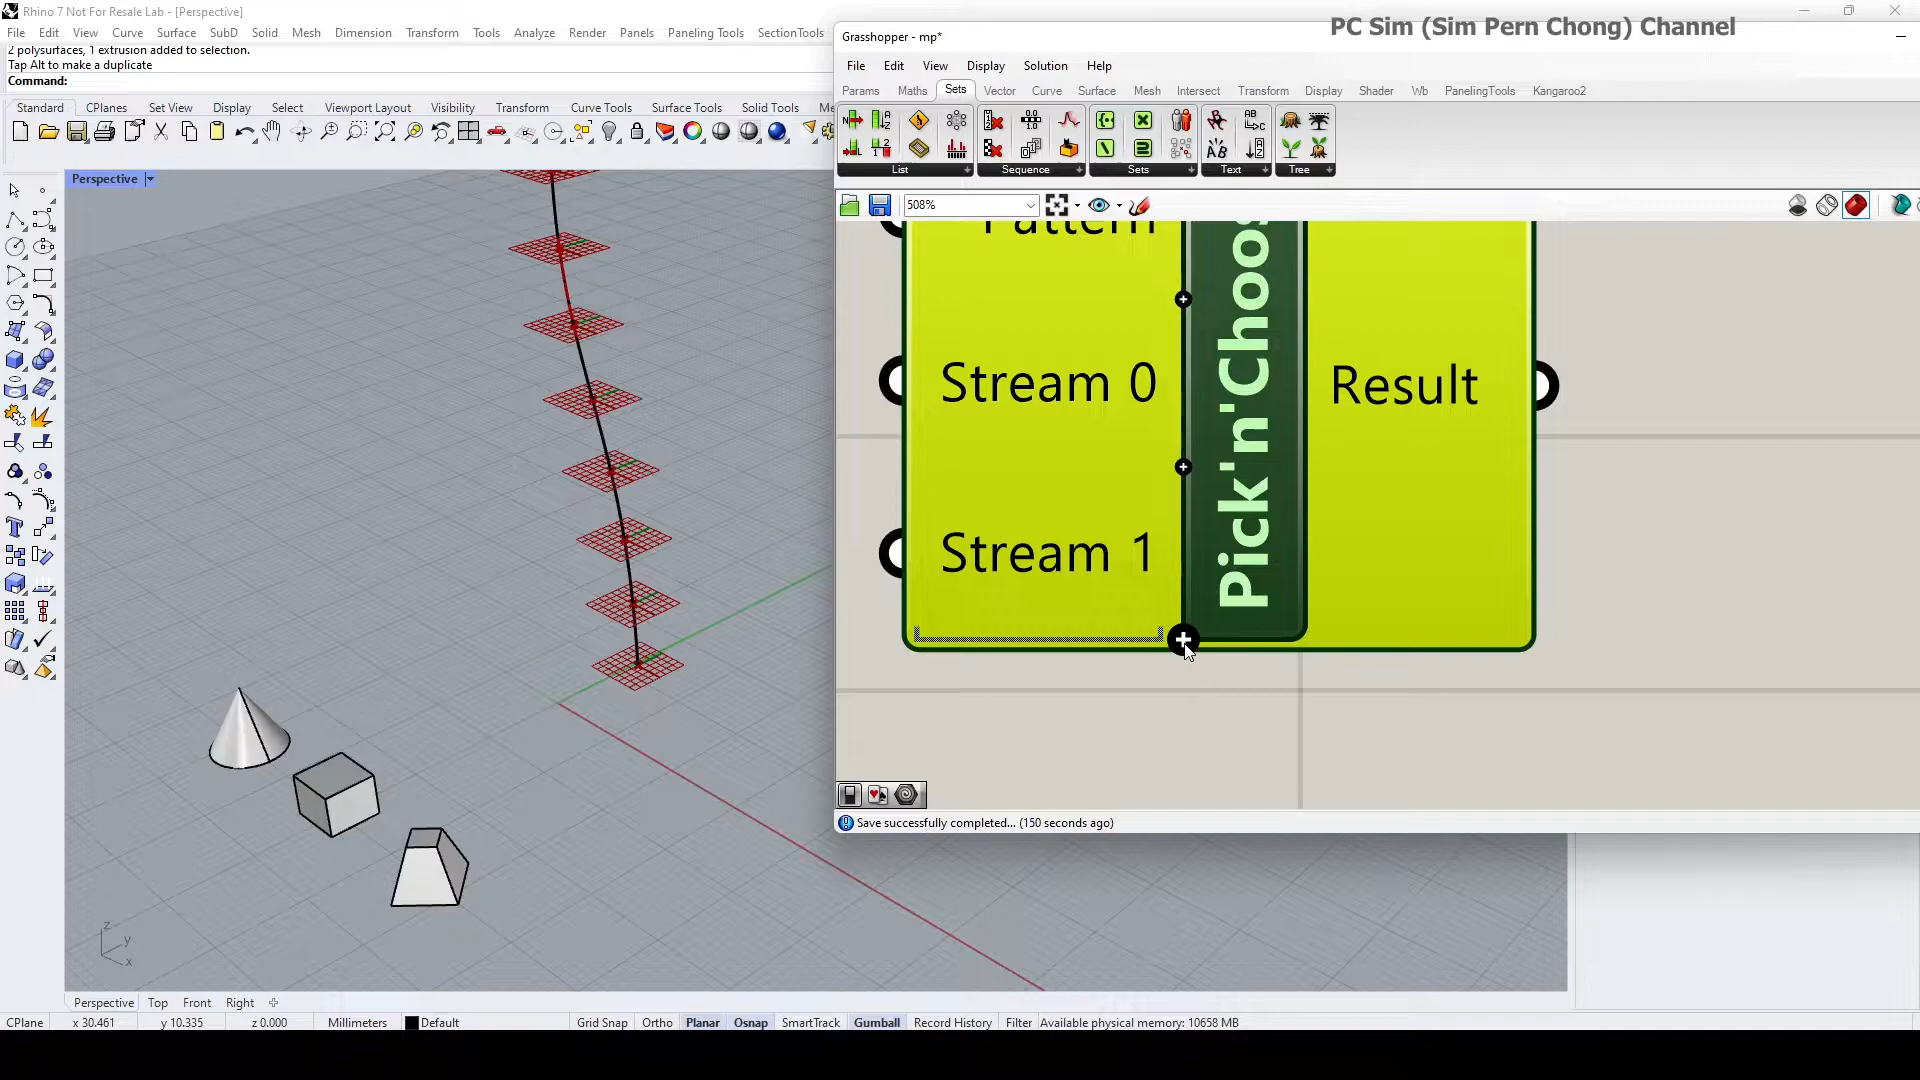 Rhino 7 Not For Resale Lab - [Perspective]
File Edit View Curve Surface SubD Solid Mesh Dimension Transform Tools Analyze Render Panels Paneling Tools SectionTools
2 polysurfaces, 1 extrusion added to selection.
Tap Alt to make a duplicate
Command:
Standard CPlanes Set View Display Select Viewport Layout Visibility Transform Curve Tools Surface Tools Solid Tools Me
Perspective
PC Sim (Sim Pern Chong) Channel
Grasshopper - mp*
File Edit View Display Solution Help
Params Maths Sets Vector Curve Surface Mesh Intersect Transform Display Shader Wb PanelingTools Kangaroo2
List Sequence Sets Text Tree
508%
Pattern
Stream 0
Stream 1
Pick'n'Choos
Result
Save successfully completed... (150 seconds ago)
z
y
x
Perspective Top Front Right
CPlane x 30.461 y 10.335 z 0.000 Millimeters Default Grid Snap Ortho Planar Osnap SmartTrack Gumball Record History Filter Available physical memory: 10658 MB